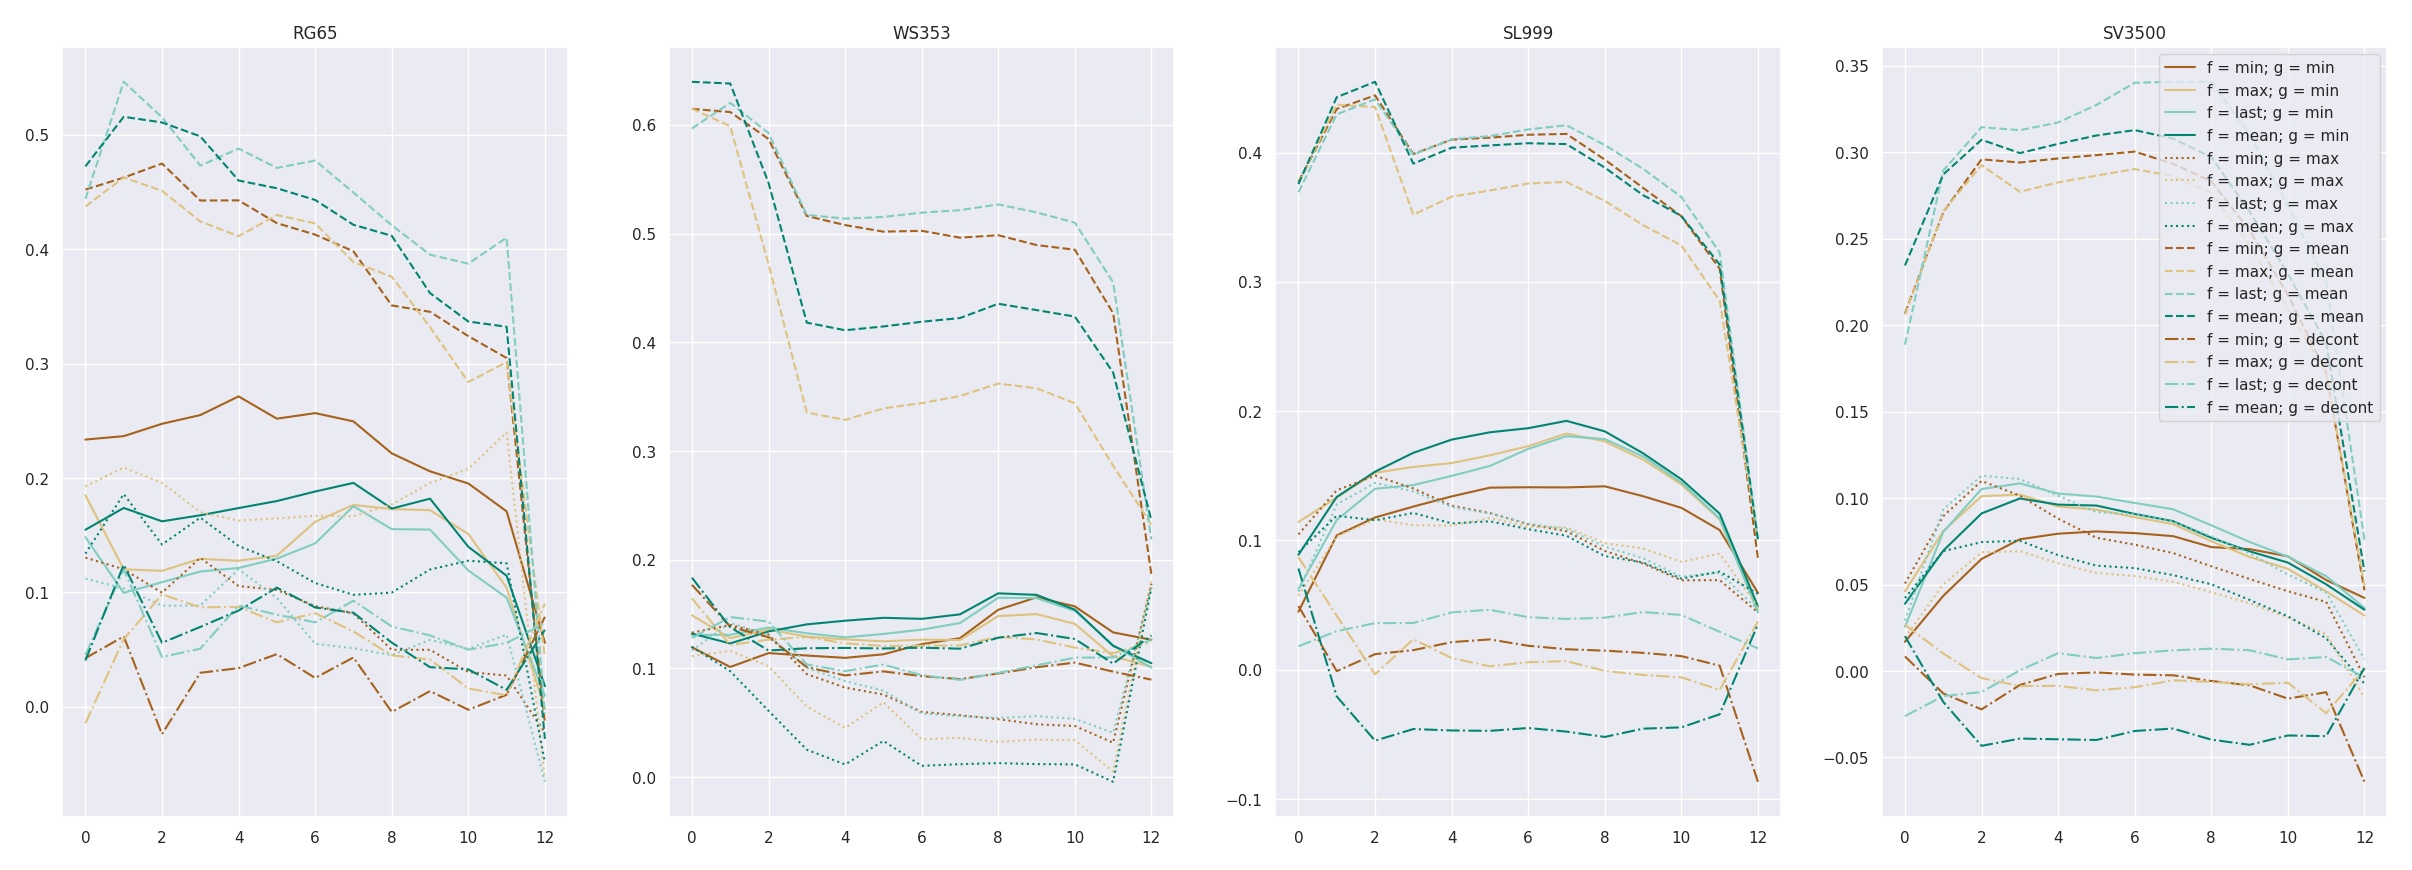 RG65
0.5
0.4
0.3
0.2
0.1
0.0
0 2 4 6 8 10 12
WS353
0.6
0.5
0.4
0.3
0.2
0.1
0.0
0 2 4 6 8 10 12
SL999
0.4
0.3
0.2
0.1
0.0
−0.1
0 2 4 6 8 10 12
SV3500
0.35
0.30
0.25
0.20
0.15
0.10
0.05
0.00
−0.05
0 2 4 6 8 10 12
f = min; g = min
f = max; g = min
f = last; g = min
f = mean; g = min
f = min; g = max
f = max; g = max
f = last; g = max
f = mean; g = max
f = min; g = mean
f = max; g = mean
f = last; g = mean
f = mean; g = mean
f = min; g = decont
f = max; g = decont
f = last; g = decont
f = mean; g = decont